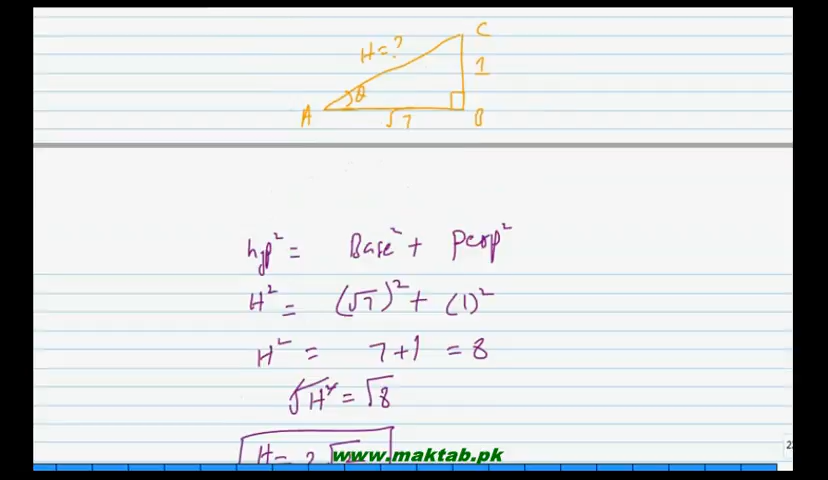 C
H=?
1
θ
A
√7
B
hyp² = Base² + Perp²
H² = (√7)² + (1)²
H² = 7+1 = 8
√H² = √8
H= 2√
www.maktab.pk